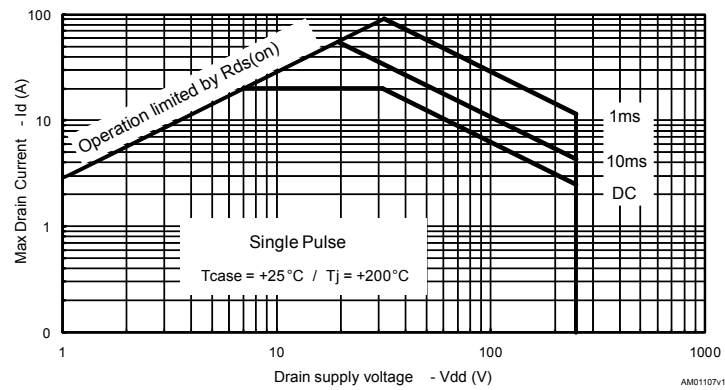 100
10
1
0
Max Drain Current - Id (A)
Operation limited by Rds(on)
1ms
10ms
DC
Single Pulse
Tcase = +25°C / Tj = +200°C
1 10 100 1000
Drain supply voltage - Vdd (V)
AM01107v1